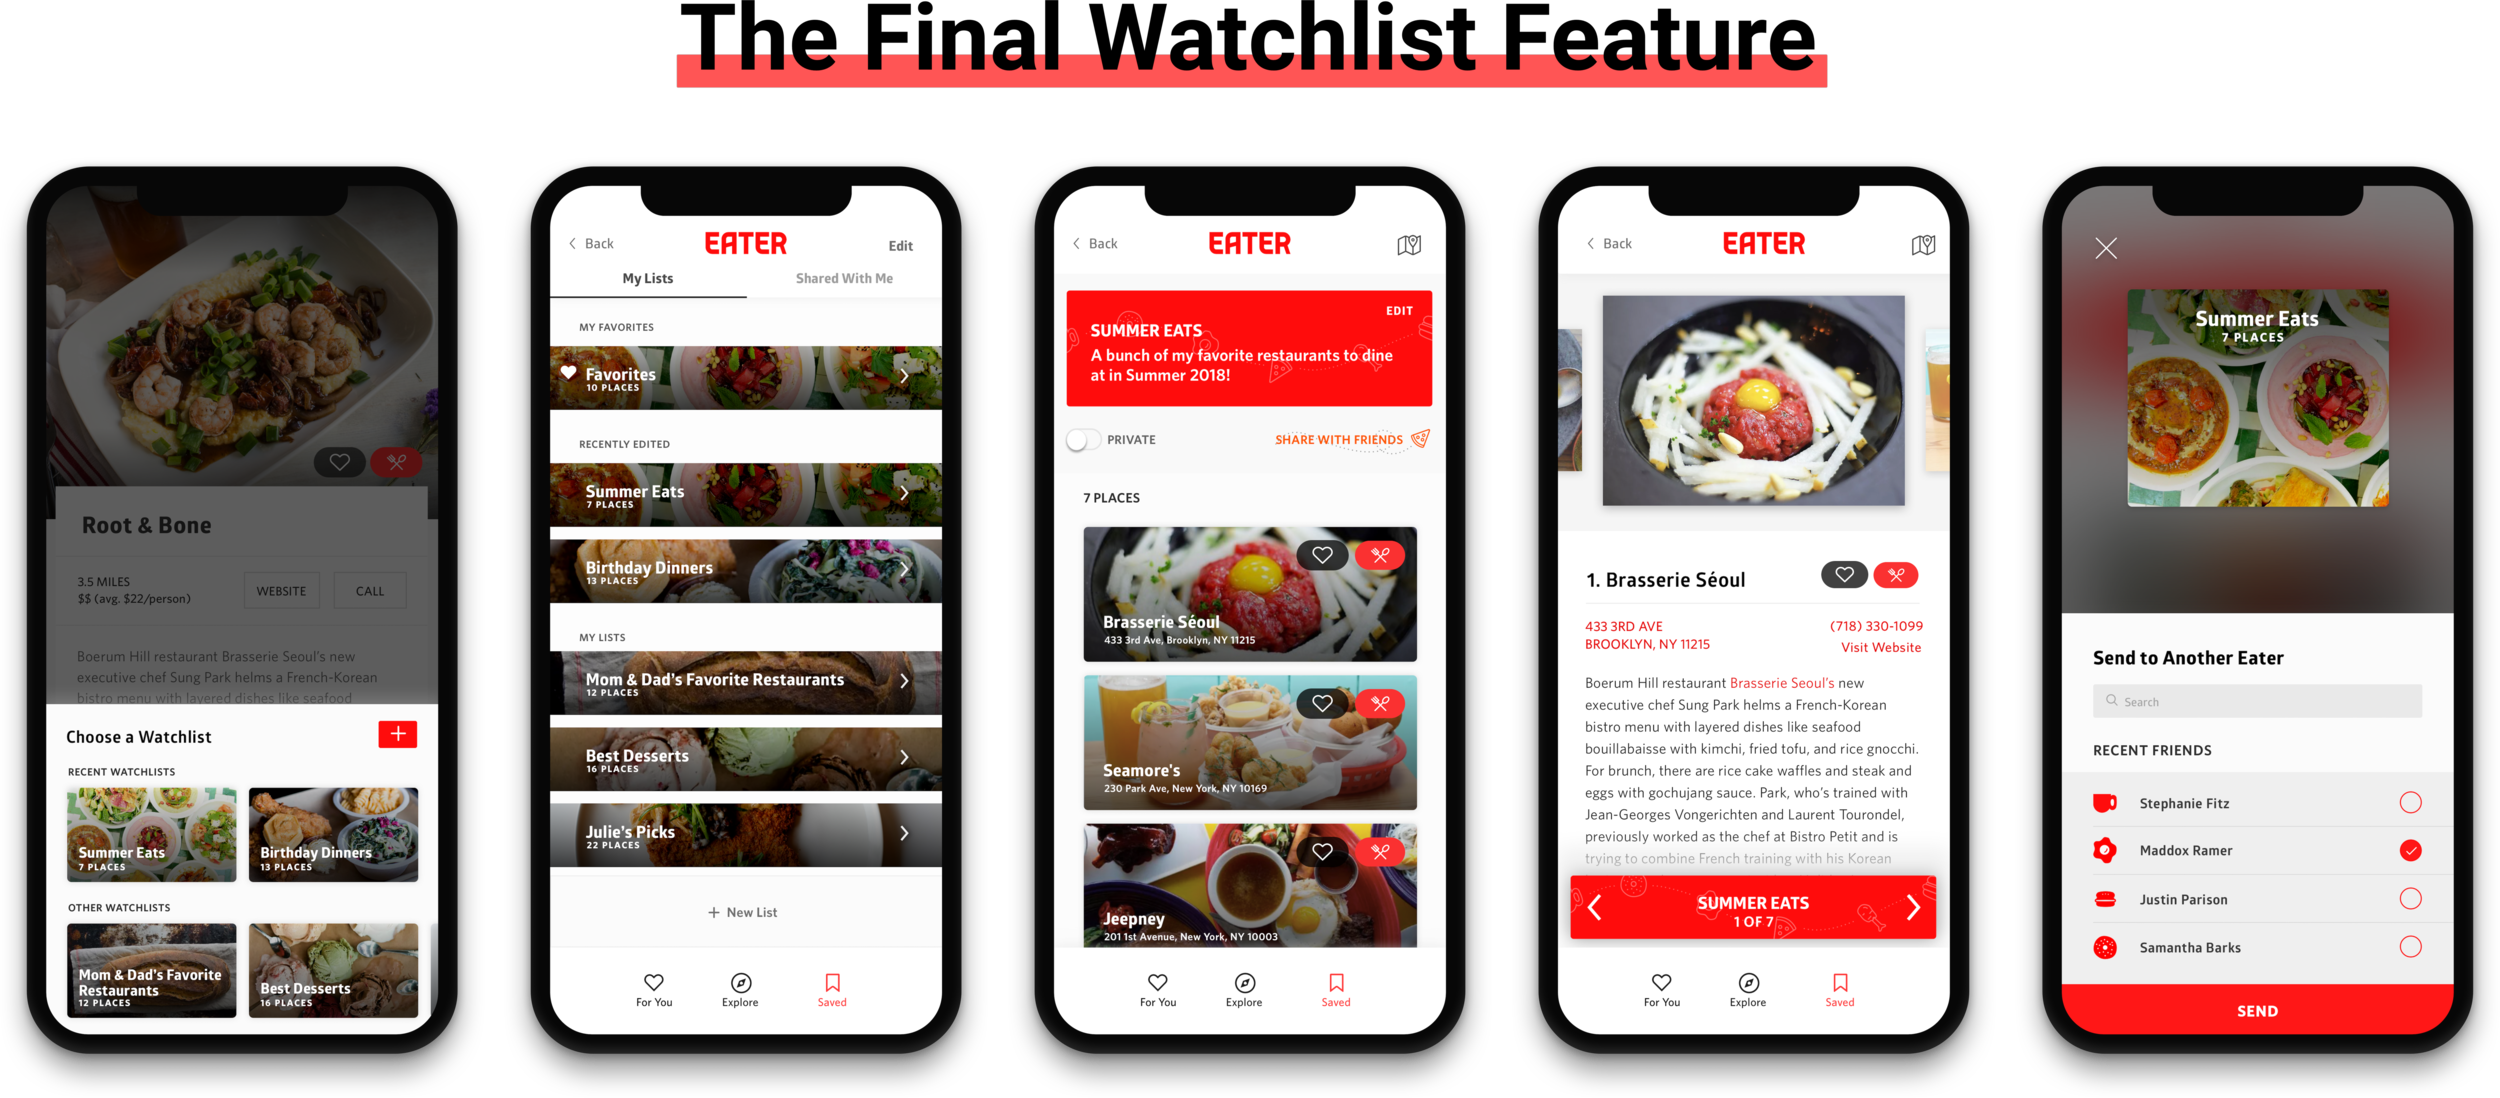 The Final Watchlist Feature
Root & Bone
3.5 MILES
$$ (avg. $22/person)
WEBSITE
CALL
Boerum Hill restaurant Brasserie Seoul's new
executive chef Sung Park helms a French-Korean
bistro menu with layered dishes like seafood
Choose a Watchlist
RECENT WATCHLISTS
Summer Eats
7 PLACES
Birthday Dinners
13 PLACES
OTHER WATCHLISTS
Mom & Dad's Favorite
Restaurants
12 PLACES
Best Desserts
16 PLACES
Back
EATER
Edit
My Lists
Shared With Me
MY FAVORITES
Favorites
10 PLACES
RECENTLY EDITED
Summer Eats
7 PLACES
Birthday Dinners
13 PLACES
MY LISTS
Mom & Dad's Favorite Restaurants
12 PLACES
Best Desserts
16 PLACES
Julie's Picks
22 PLACES
+ New List
For You
Explore
Saved
Back
EATER
EDIT
SUMMER EATS
A bunch of my favorite restaurants to dine
at in Summer 2018!
PRIVATE
SHARE WITH FRIENDS
7 PLACES
Brasserie Séoul
433 3rd Ave, Brooklyn, NY 11215
Seamore's
230 Park Ave, New York, NY 10169
Jeepney
201 1st Avenue, New York, NY 10003
For You
Explore
Saved
Back
EATER
1. Brasserie Séoul
433 3RD AVE
BROOKLYN, NY 11215
(718) 330-1099
Visit Website
Boerum Hill restaurant Brasserie Seoul's new
executive chef Sung Park helms a French-Korean
bistro menu with layered dishes like seafood
bouillabaisse with kimchi, fried tofu, and rice gnocchi.
For brunch, there are rice cake waffles and steak and
eggs with gochujang sauce. Park, who's trained with
Jean-Georges Vongerichten and Laurent Tourondel,
previously worked as the chef at Bistro Petit and is
trying to combine French training with his Korean
SUMMER EATS
1 OF 7
For You
Explore
Saved
Summer Eats
7 PLACES
Send to Another Eater
Search
RECENT FRIENDS
Stephanie Fitz
Maddox Ramer
Justin Parison
Samantha Barks
SEND